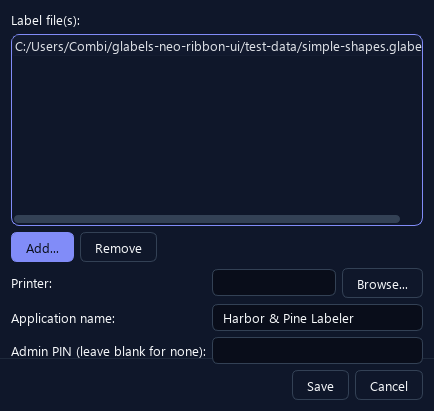 Label file(s):
C:/Users/Combi/glabels-neo-ribbon-ui/test-data/simple-shapes.glabe
Add...
Remove
Printer:
Browse...
Application name:
Harbor & Pine Labeler
Admin PIN (leave blank for none):
Save
Cancel